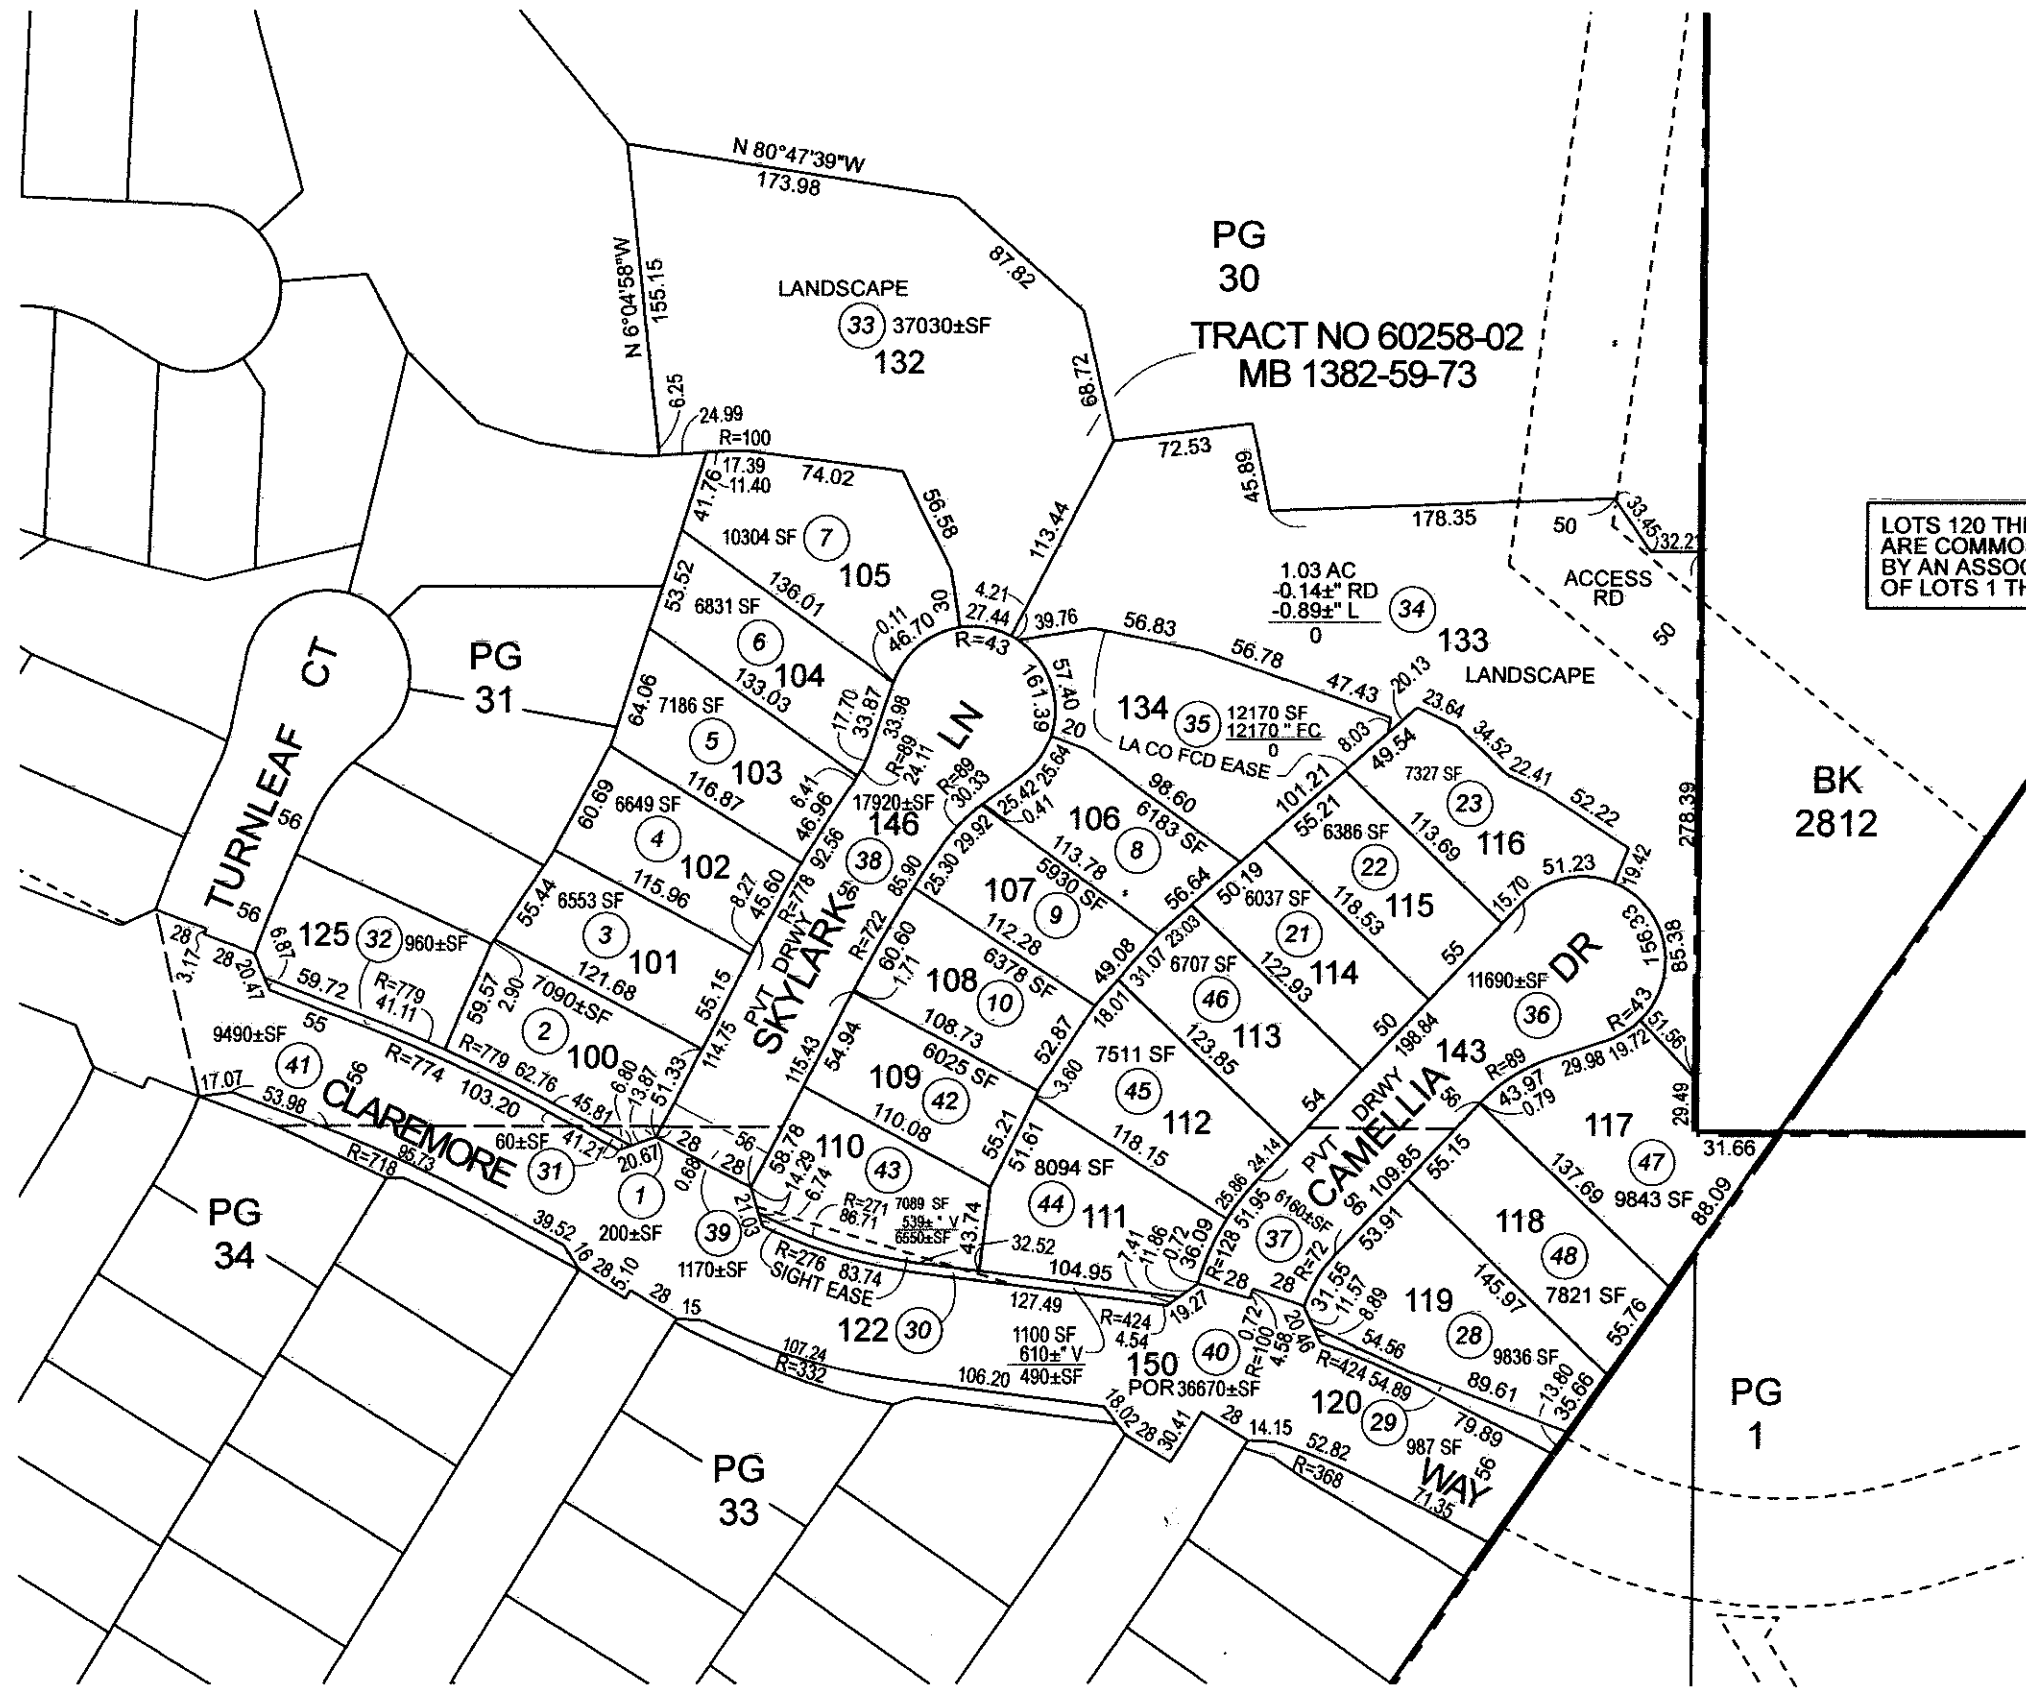 N 80°47'39"W
173.98
N 6°04'58"W
155.15
87.82
68.72
LANDSCAPE
33 37030±SF
132
PG
30
TRACT NO 60258-02
MB 1382-59-73
6.25
24.99
R=100
17.39
11.40
41.76
74.02
56.58
113.44
72.53
45.89
178.35
50
33.45
32.21
LOTS 120 TH
ARE COMMO
BY AN ASSOC
OF LOTS 1 TH
ACCESS
RD
50
1.03 AC
-0.14±" RD
-0.89±" L
0
34
133
LANDSCAPE
10304 SF 7
105
53.52
136.01
0.11
46.70
30
4.21
27.44
R=43
39.76
56.83
56.78
47.43
20.13
23.64
34.52
22.41
52.22
19.42
6831 SF
6
104
133.03
64.06
PG
31
TURNLEAF CT
56
56
7186 SF
5
103
17.70
33.87
33.98
R=89
24.11
LN
161.39
57.40
20
134
35
12170 SF
12170 " FC
0
LA CO FCD EASE
8.03
49.54
7327 SF
23
116
113.69
BK
2812
278.39
116.87
6.41
46.96
60.69
6649 SF
4
102
17920±SF
146
38
R=89
30.33
25.42
25.64
0.41
98.60
106
8
6183 SF
101.21
55.21
6386 SF
22
115
118.53
51.23
15.70
156.33
85.38
92.56
R=778
85.90
25.30
29.92
113.78
107
9
5930 SF
56.64
50.19
6037 SF
21
114
115.96
8.27
45.60
55.44
6553 SF
3
101
PVT DRWY
SKYLARK
56
R=722
60.60
1.71
112.28
108
10
6378 SF
49.08
23.03
31.07
6707 SF
46
113
122.93
55
11690±SF
36
DR
R=43
125
32
960±SF
6.87
28
3.17
28
20.47
59.72
R=779
41.11
59.57
2.90
121.68
7090±SF
2
100
55.15
114.75
115.43
54.94
108.73
109
42
6025 SF
52.87
18.01
3.60
7511 SF
45
112
123.85
50
198.84
143
R=89
43.97
0.79
29.98
19.72
51.56
29.49
31.66
9490±SF
41
55
56
R=774
103.20
R=779
62.76
45.81
6.80
13.87
51.33
17.07
53.98
CLAREMORE
95.73
R=718
60±SF
41.21
31
20.67
1
200±SF
28
0.68
28
39
1170±SF
56
58.78
14.29
6.74
21.03
110
43
110.08
R=271
86.71
7089 SF
539± " V
6550±SF
55.21
51.61
43.74
8094 SF
44
111
118.15
54
24.14
25.86
51.95
6160±SF
37
R=128
36.09
0.72
11.86
7.41
PVT DRWY
CAMELLIA
56
56
109.85
55.15
53.91
R=72
31.55
11.57
8.89
117
47
9843 SF
137.69
88.09
118
48
7821 SF
145.97
55.76
119
28
9836 SF
54.56
89.61
13.80
35.66
PG
34
39.52
16
28
5.10
28
15
R=276
83.74
SIGHT EASE
32.52
104.95
127.49
122
30
1100 SF
610±" V
490±SF
R=424
4.54
19.27
28
28
0.72
R=100
4.58
20.46
150
40
POR 36670±SF
R=424
54.89
120
29
987 SF
79.89
56
WAY
107.24
R=332
106.20
18.02
28
30.41
28
14.15
52.82
R=368
71.35
PG
33
PG
1